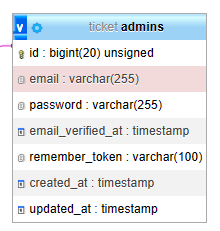 v ticket admins
id : bigint(20) unsigned
email : varchar(255)
password : varchar(255)
email_verified_at : timestamp
remember_token : varchar(100)
created_at : timestamp
updated_at : timestamp